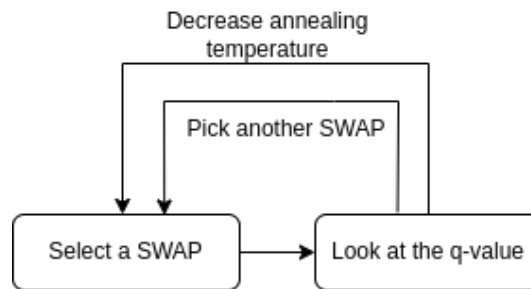 Decrease annealing
temperature
Pick another SWAP
Select a SWAP
Look at the q-value